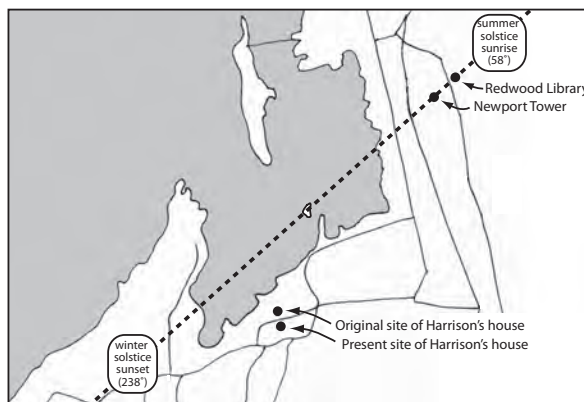 summer
solstice
sunrise
(58˚)
Redwood Library
Newport Tower
Original site of Harrison's house
Present site of Harrison's house
winter
solstice
sunset
(238˚)